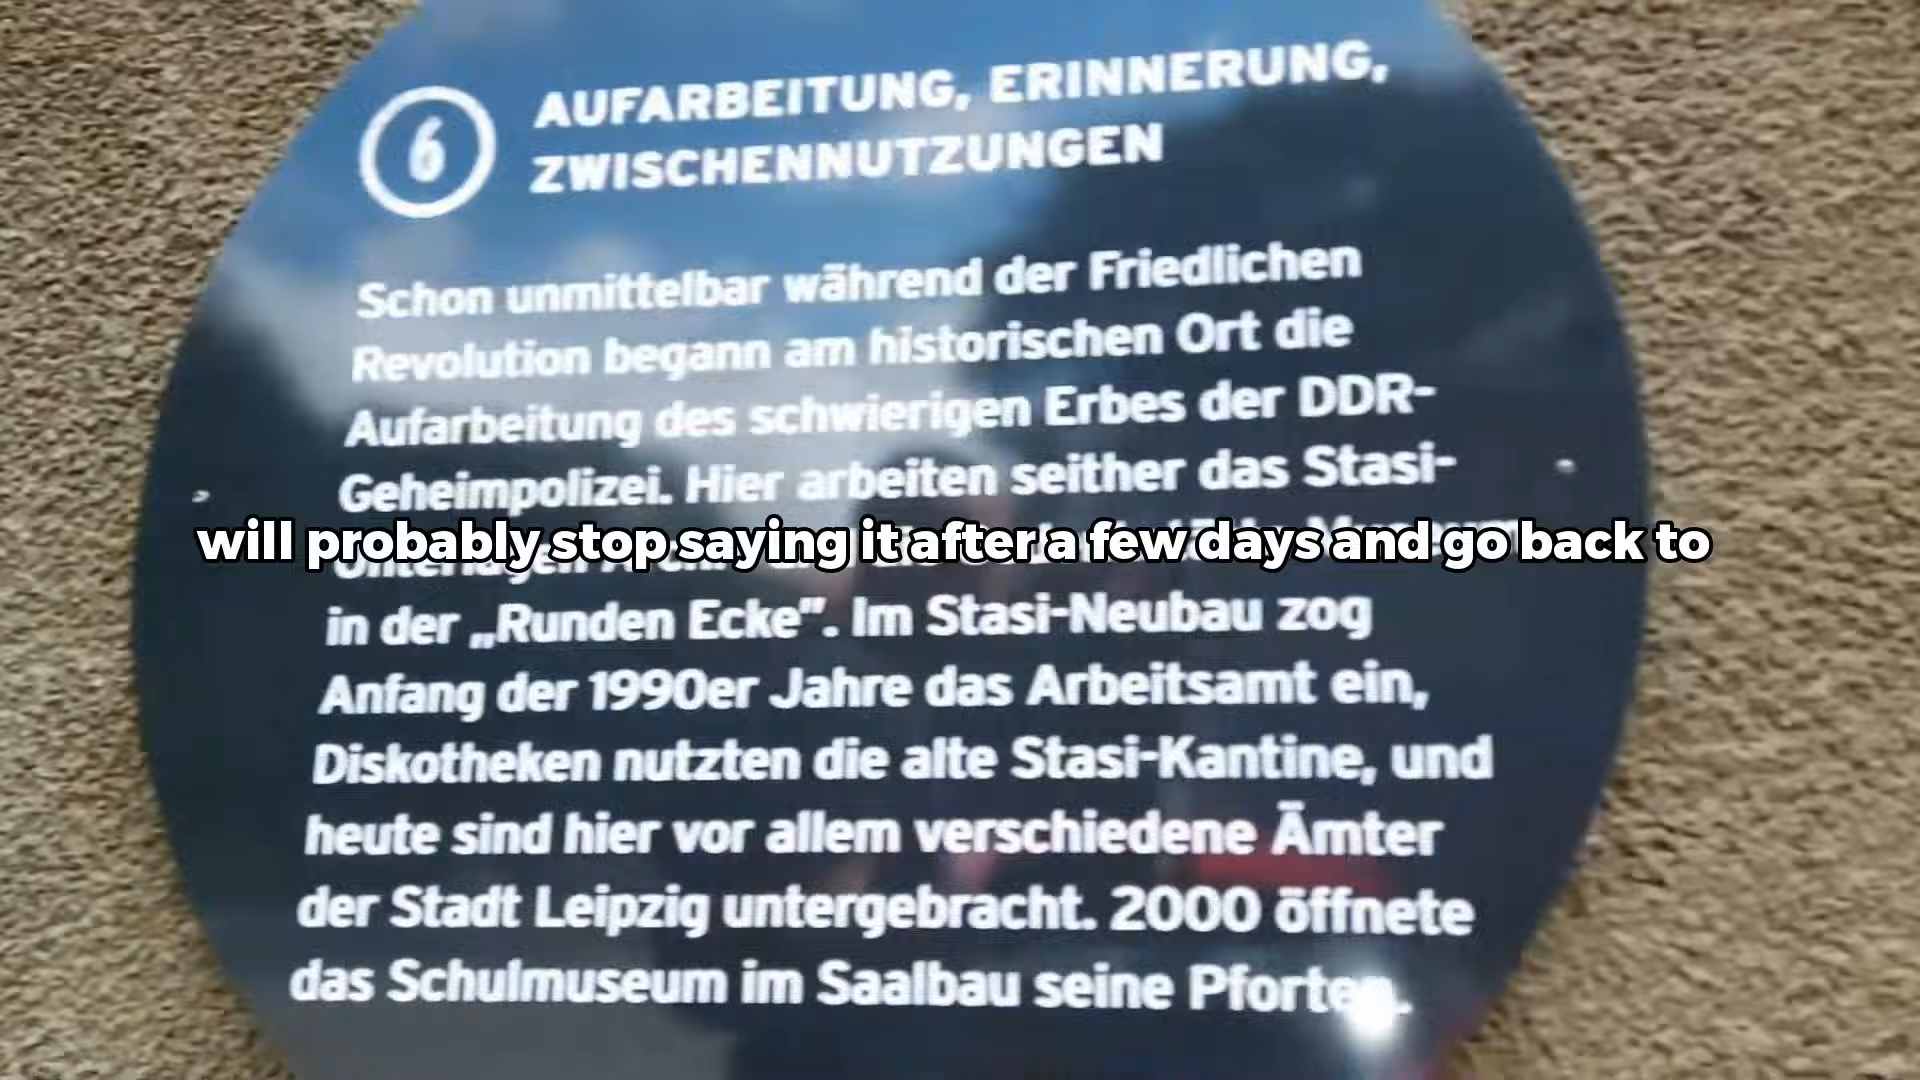 6
AUFARBEITUNG, ERINNERUNG,
ZWISCHENNUTZUNGEN
Schon unmittelbar während der Friedlichen
Revolution begann am historischen Ort die
Aufarbeitung des schwierigen Erbes der DDR-
Geheimpolizei. Hier arbeiten seither das Stasi-
will probably stop saying it after a few days and go back to
in der „Runden Ecke”. Im Stasi-Neubau zog
Anfang der 1990er Jahre das Arbeitsamt ein,
Diskotheken nutzten die alte Stasi-Kantine, und
heute sind hier vor allem verschiedene Ämter
der Stadt Leipzig untergebracht. 2000 öffnete
das Schulmuseum im Saalbau seine Pforten.